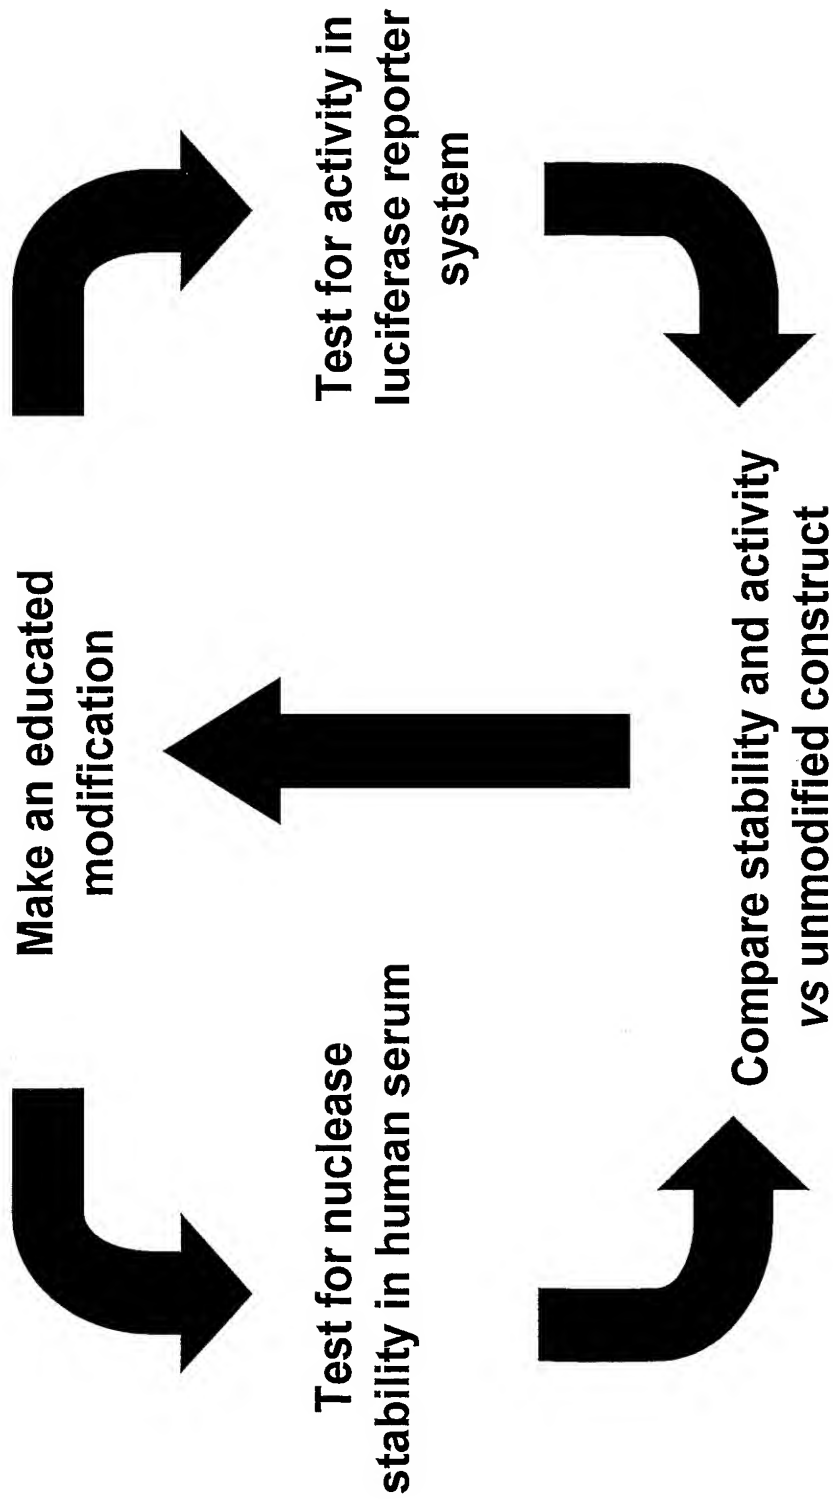 Make an educated
modification
Test for nuclease
stability in human serum
Test for activity in
luciferase reporter
system
Compare stability and activity
vs unmodified construct